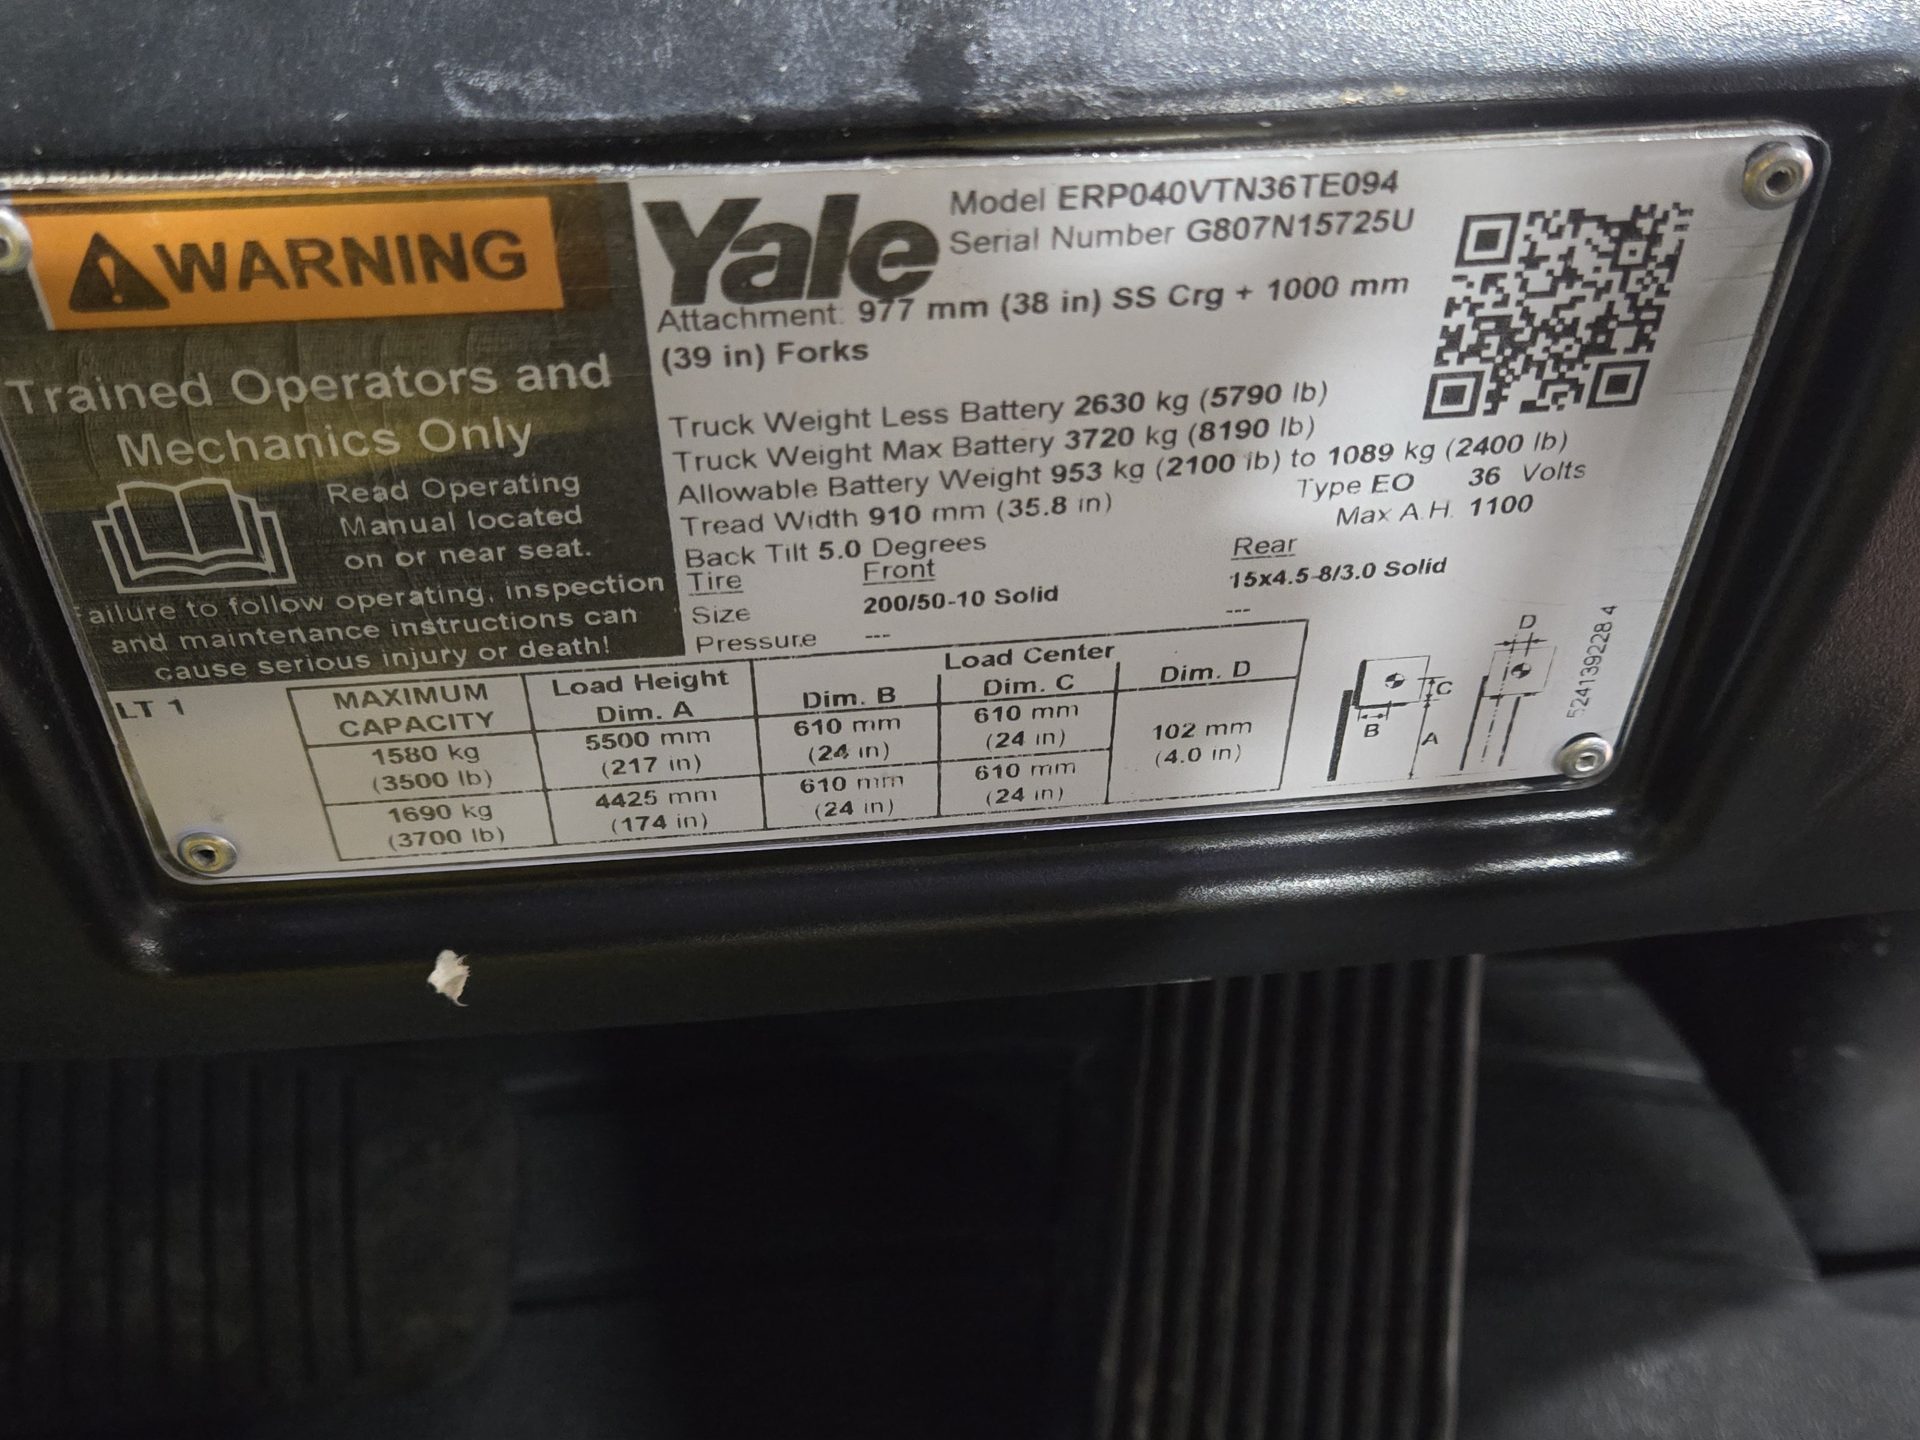 WARNING
Trained Operators and
Mechanics Only
Read Operating
Manual located
on or near seat.
Failure to follow operating, inspection
and maintenance instructions can
cause serious injury or death!
LT 1
Yale
Model ERP040VTN36TE094
Serial Number G807N15725U
Attachment: 977 mm (38 in) SS Crg + 1000 mm
(39 in) Forks
Truck Weight Less Battery 2630 kg (5790 lb)
Truck Weight Max Battery 3720 kg (8190 lb)
Allowable Battery Weight 953 kg (2100 lb) to 1089 kg (2400 lb)
Tread Width 910 mm (35.8 in) Type EO 36 Volts
Max A.H. 1100
Back Tilt 5.0 Degrees
Tire Front Rear
Size 200/50-10 Solid 15x4.5-8/3.0 Solid
Pressure --- ---
MAXIMUM CAPACITY Load Height Dim. A Load Center Dim. B Dim. C Dim. D
1580 kg (3500 lb) 5500 mm (217 in) 610 mm (24 in) 610 mm (24 in) 102 mm (4.0 in)
1690 kg (3700 lb) 4425 mm (174 in) 610 mm (24 in) 610 mm (24 in)
D
C
B
A
524139228.4